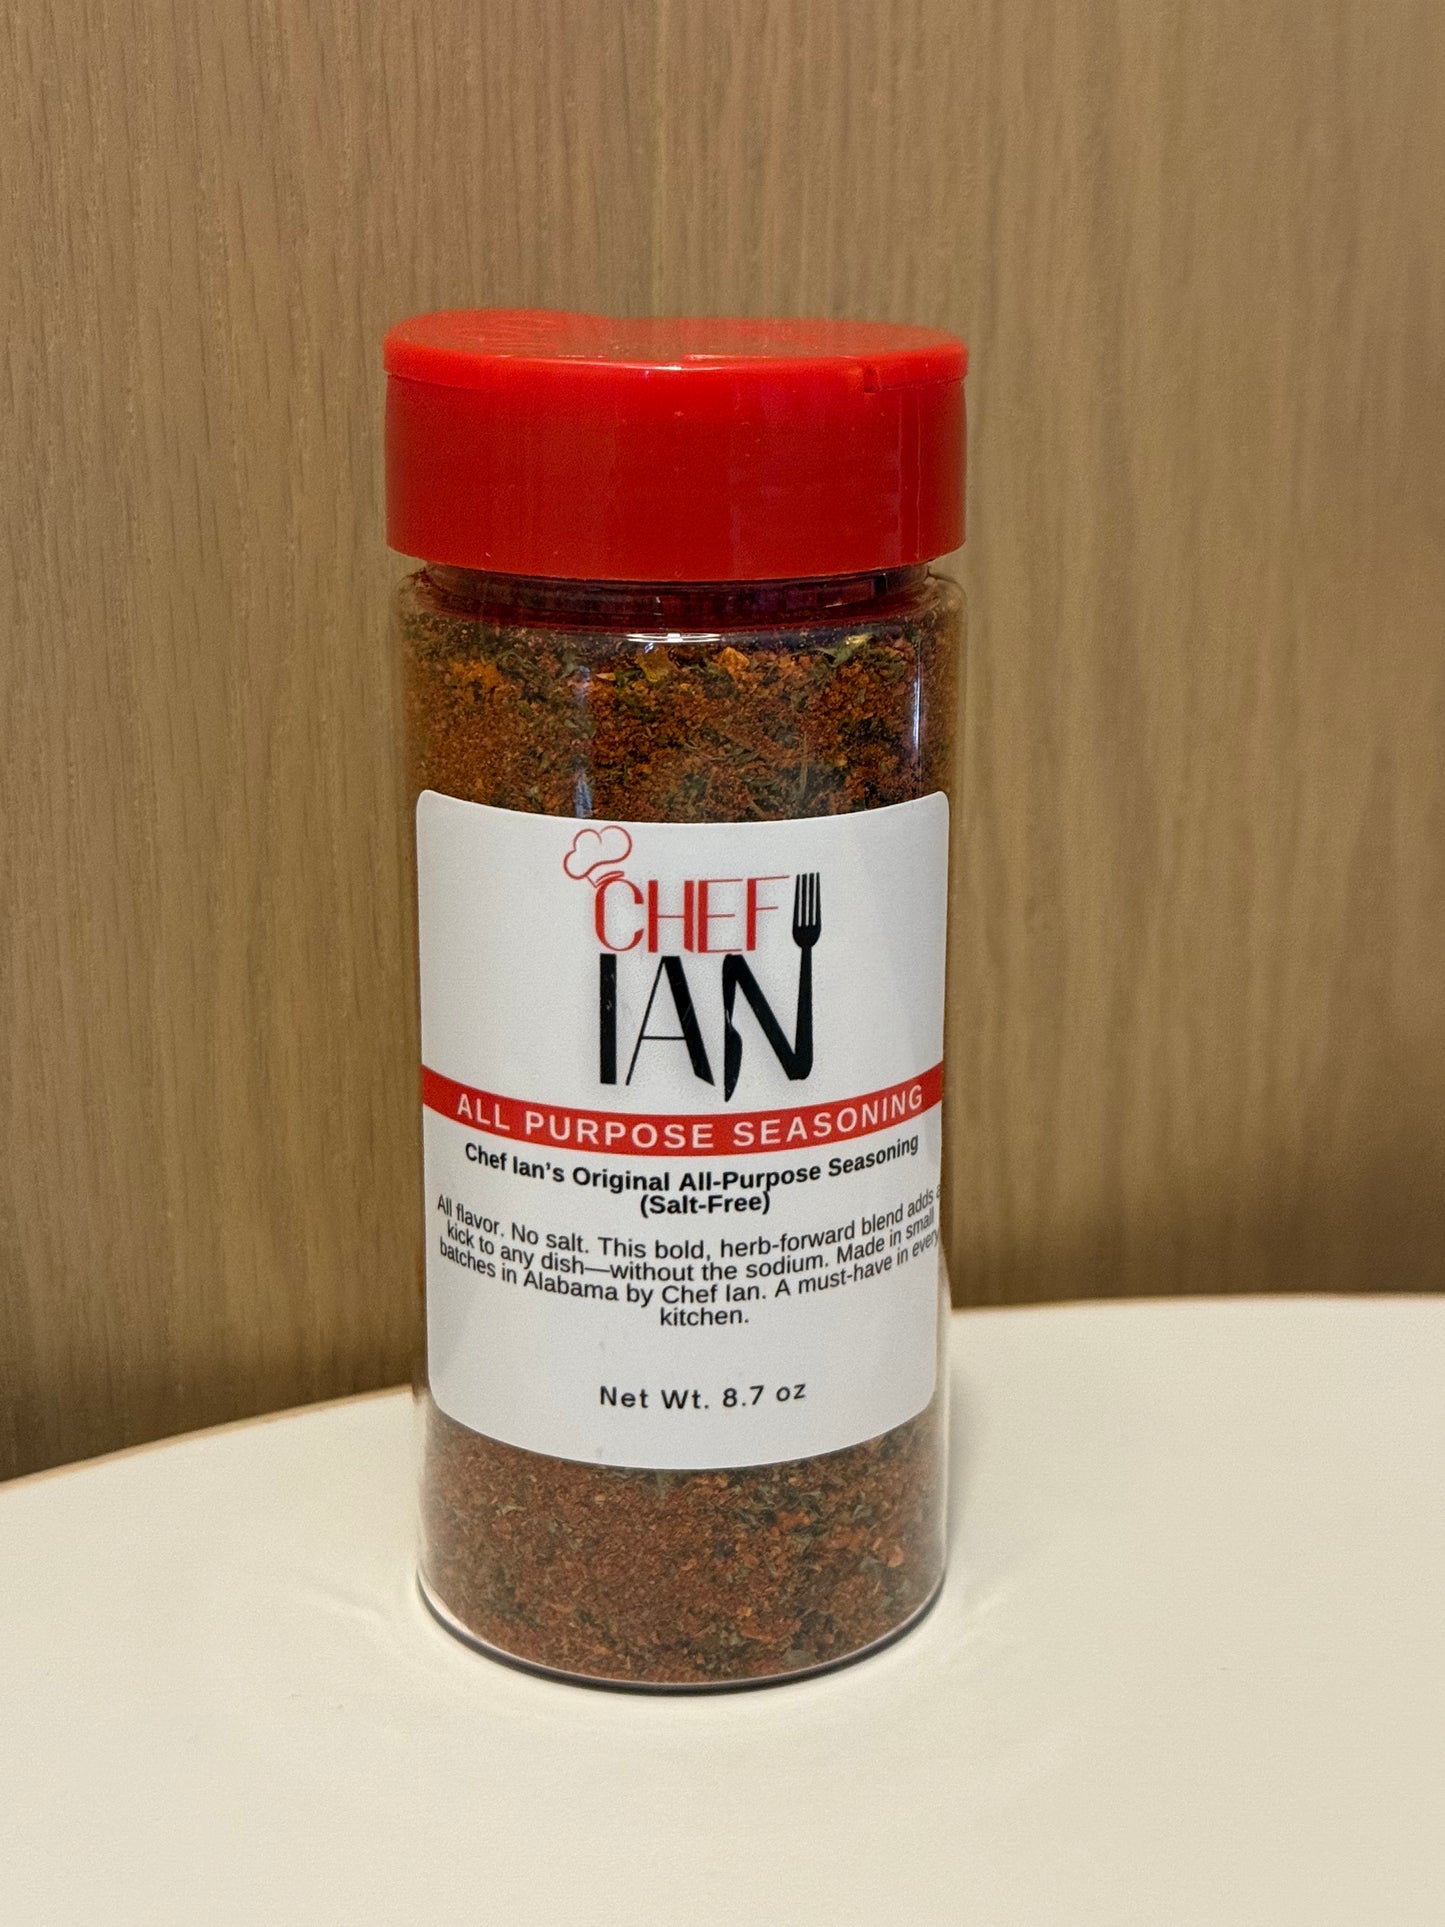 CHEF
IAN
ALL PURPOSE SEASONING
Chef Ian's Original All-Purpose Seasoning
(Salt-Free)
All flavor. No salt. This bold, herb-forward blend adds a
kick to any dish—without the sodium. Made in small
batches in Alabama by Chef Ian. A must-have in every
kitchen.
Net Wt. 8.7 oz